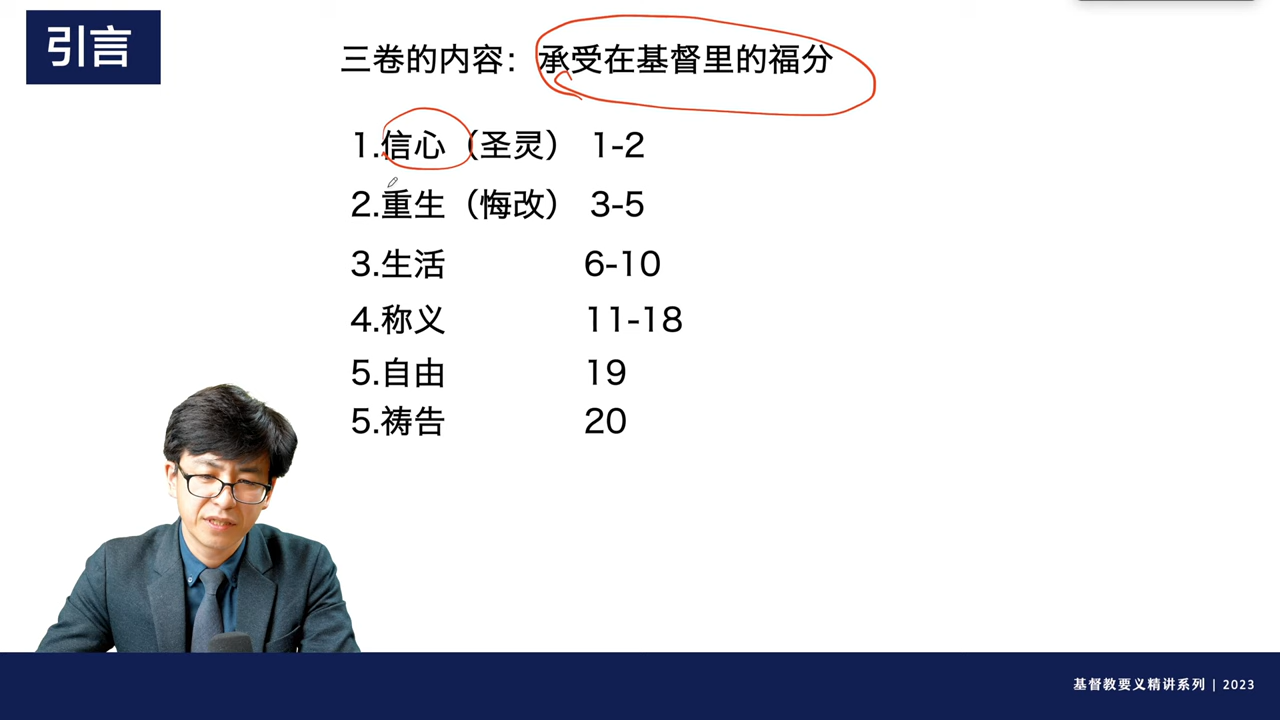 引言
三卷的内容：承受在基督里的福分
1.信心（圣灵） 1-2
2.重生（悔改） 3-5
3.生活 6-10
4.称义 11-18
5.自由 19
5.祷告 20
基督教要义精讲系列 | 2023